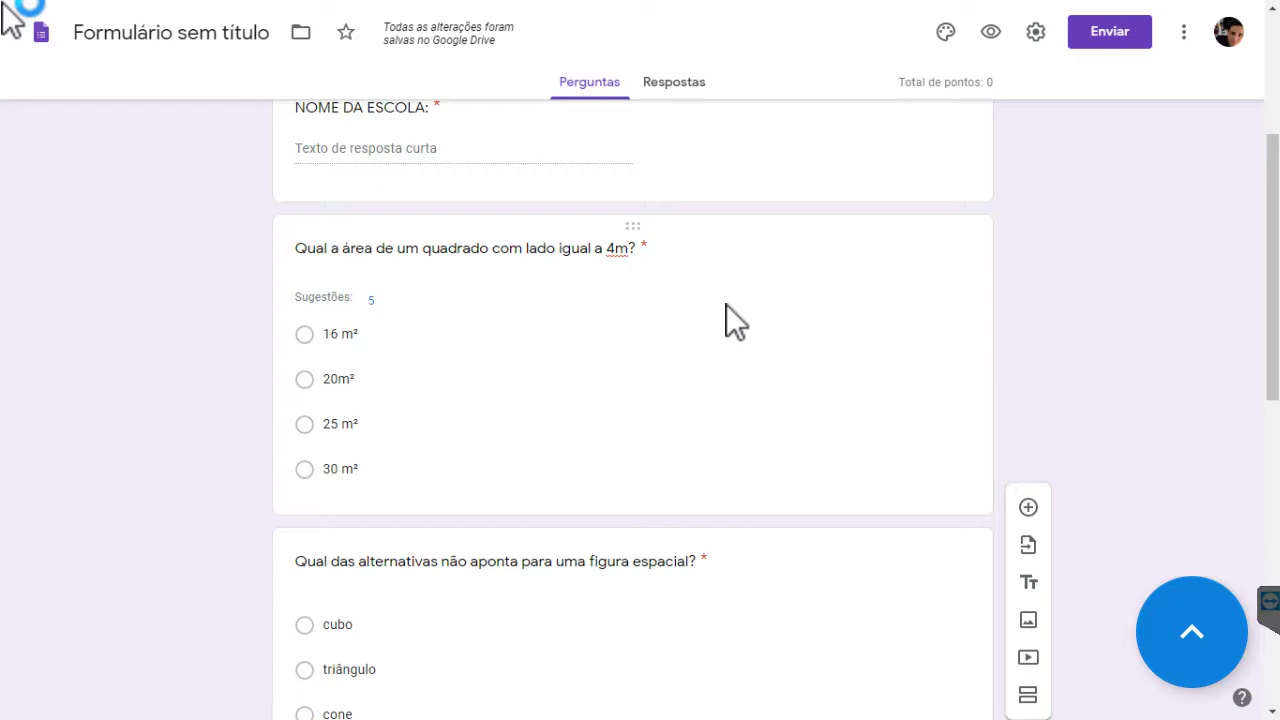 Formulário sem título
Todas as alterações foram
salvas no Google Drive
Enviar
Perguntas
Respostas
Total de pontos: 0
NOME DA ESCOLA: *
Texto de resposta curta
Qual a área de um quadrado com lado igual a 4m? *
Sugestões: 5
16 m²
20m²
25 m²
30 m²
Qual das alternativas não aponta para uma figura espacial? *
cubo
triângulo
cone